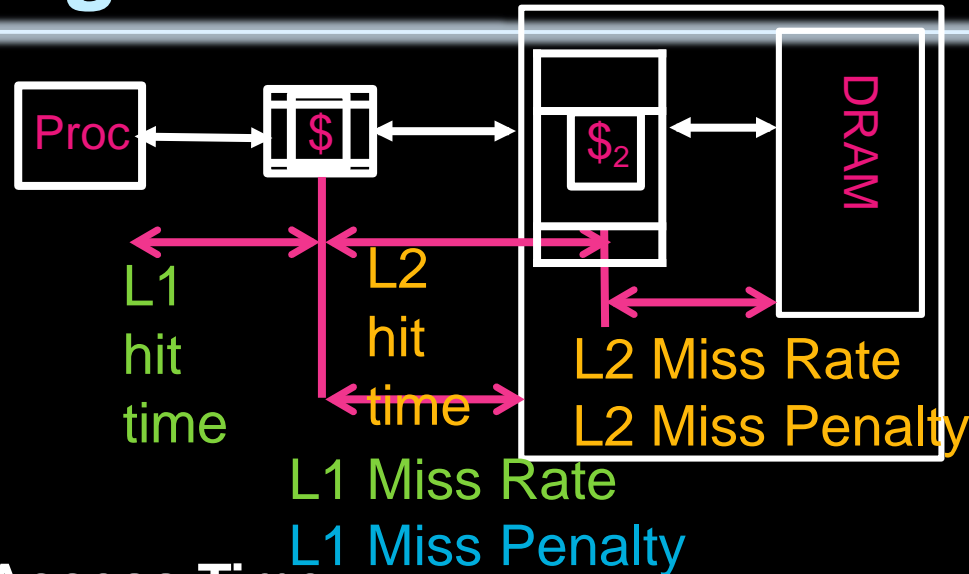 Proc
$
$2
DRAM
L1
hit
time
L2
hit
time
L2 Miss Rate
L2 Miss Penalty
L1 Miss Rate
L1 Miss Penalty